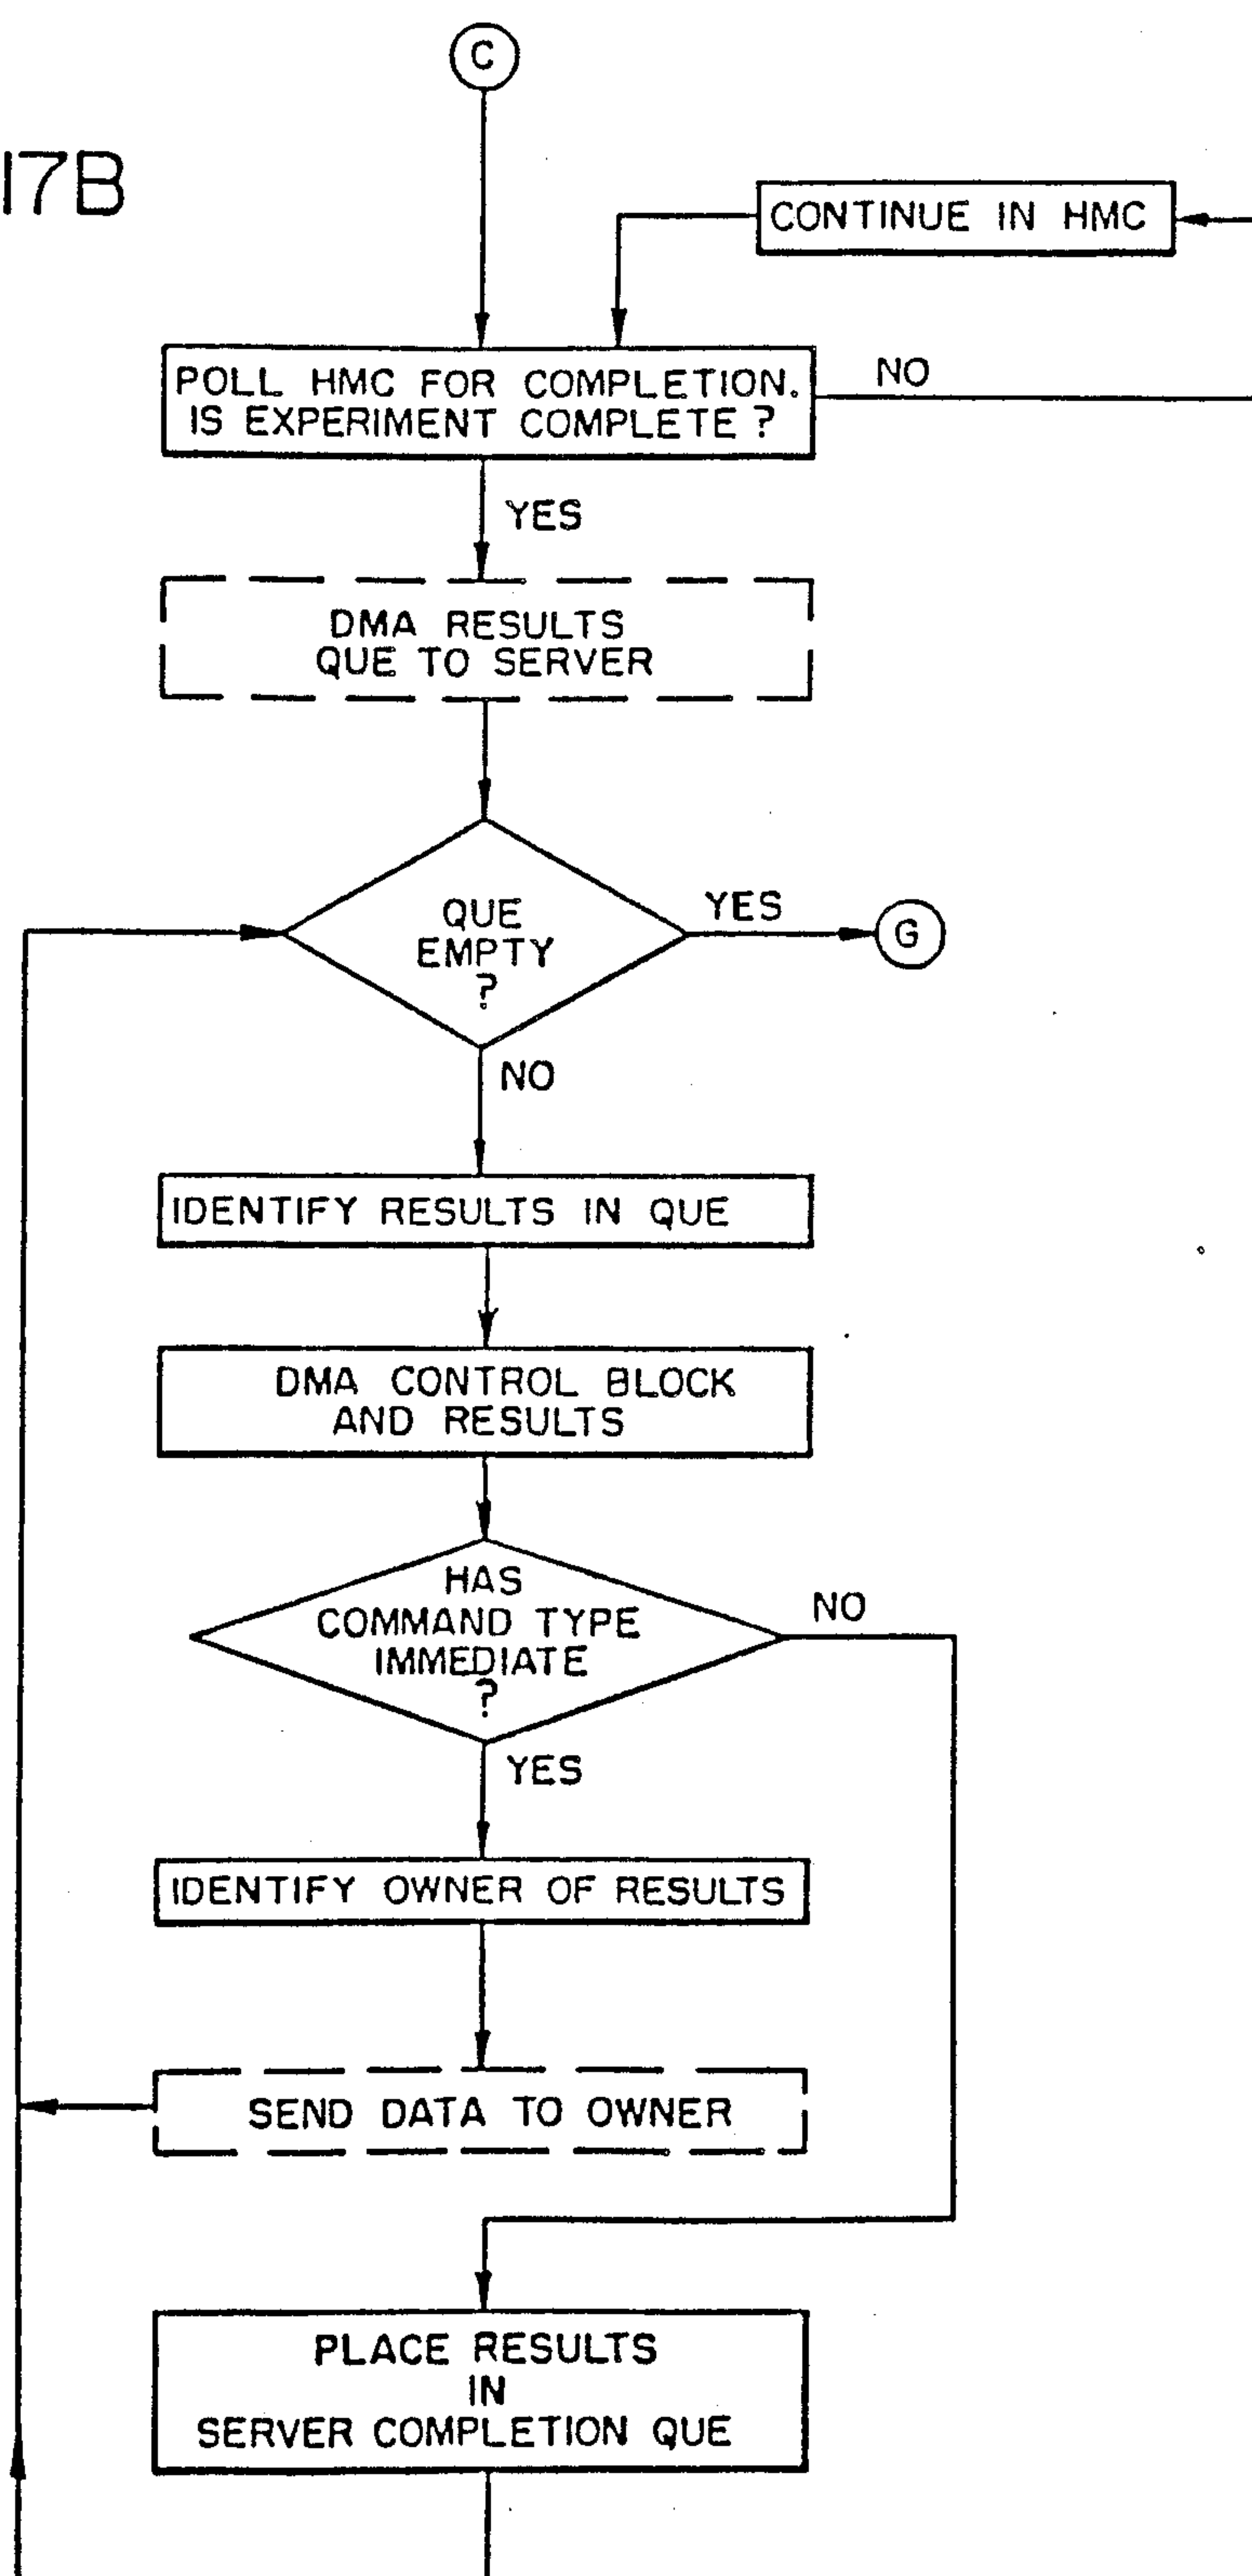 C
17B
CONTINUE IN HMC
POLL HMC FOR COMPLETION.
IS EXPERIMENT COMPLETE ?
NO
YES
DMA RESULTS
QUE TO SERVER
QUE
EMPTY
?
YES
G
NO
IDENTIFY RESULTS IN QUE
DMA CONTROL BLOCK
AND RESULTS
HAS
COMMAND TYPE
IMMEDIATE
?
NO
YES
IDENTIFY OWNER OF RESULTS
SEND DATA TO OWNER
PLACE RESULTS
IN
SERVER COMPLETION QUE